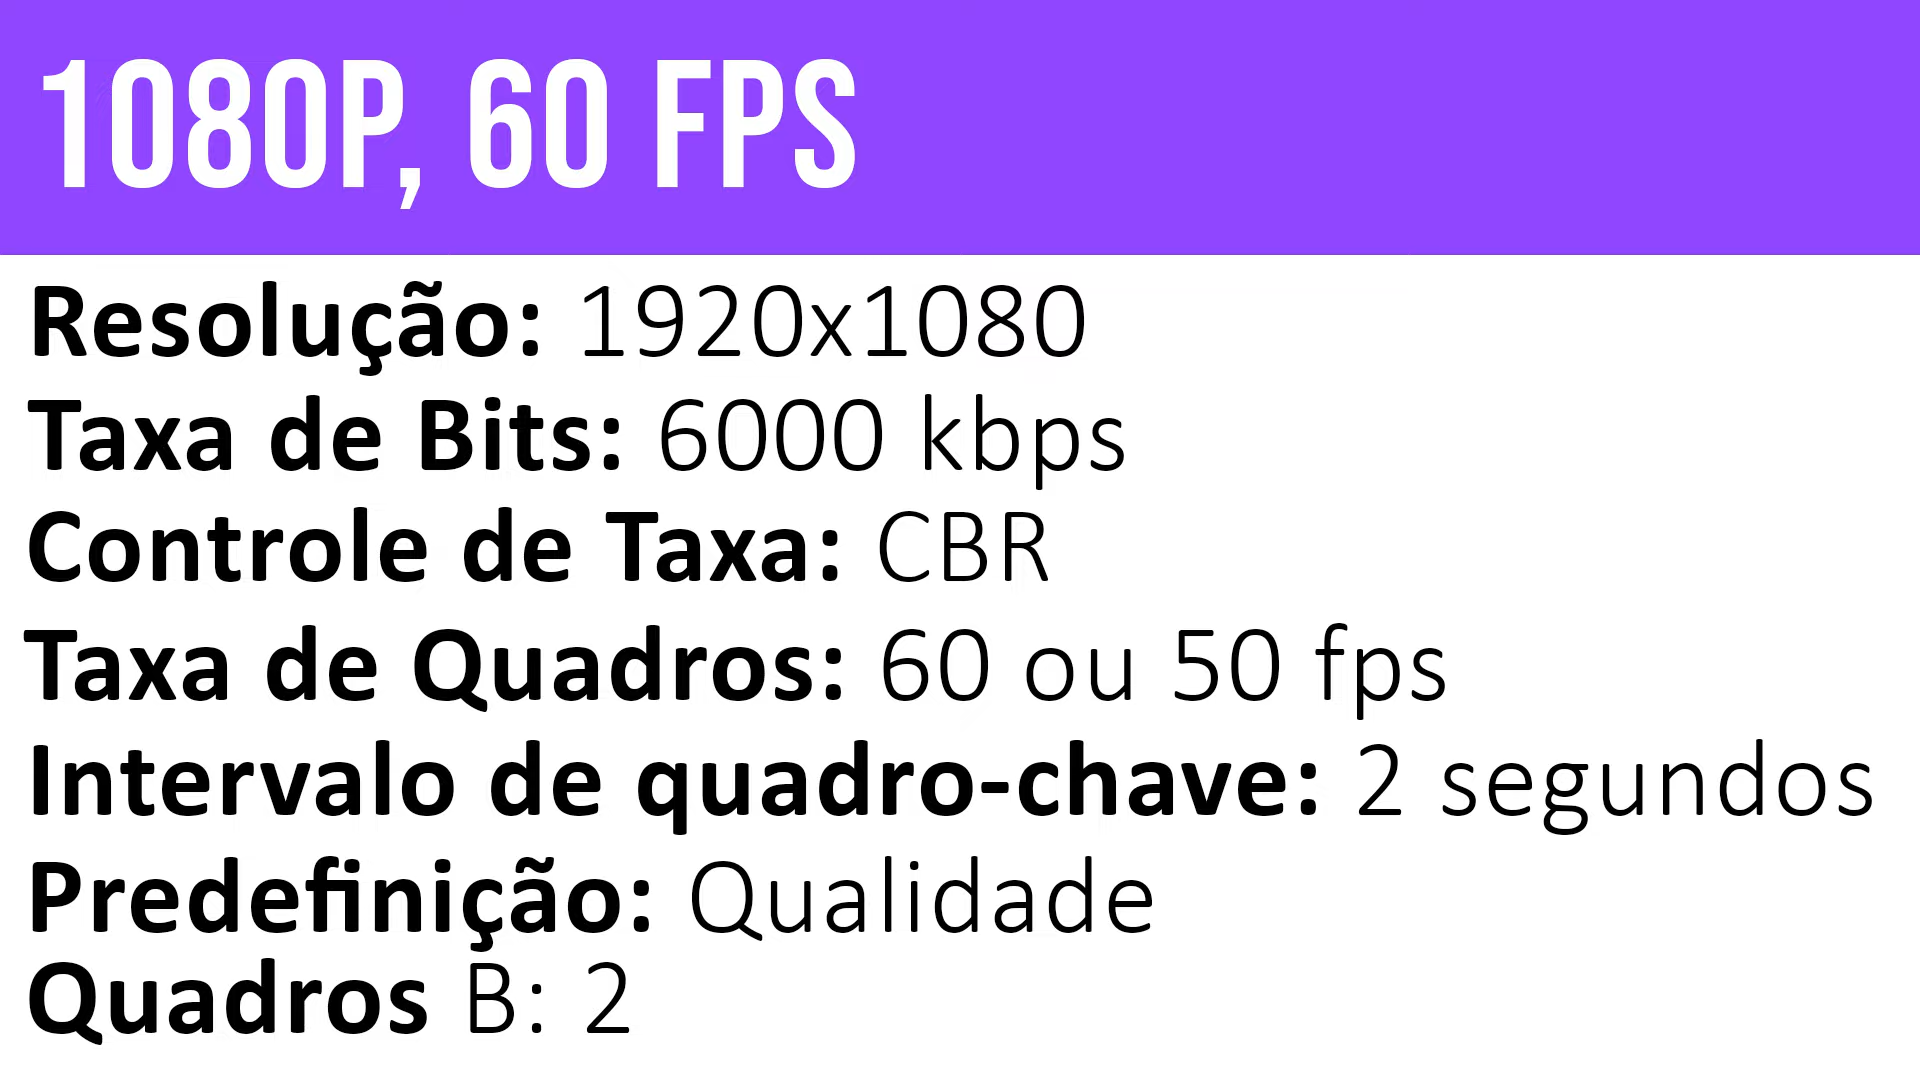 1080P, 60 FPS
Resolução: 1920x1080
Taxa de Bits: 6000 kbps
Controle de Taxa: CBR
Taxa de Quadros: 60 ou 50 fps
Intervalo de quadro-chave: 2 segundos
Predefinição: Qualidade
Quadros B: 2